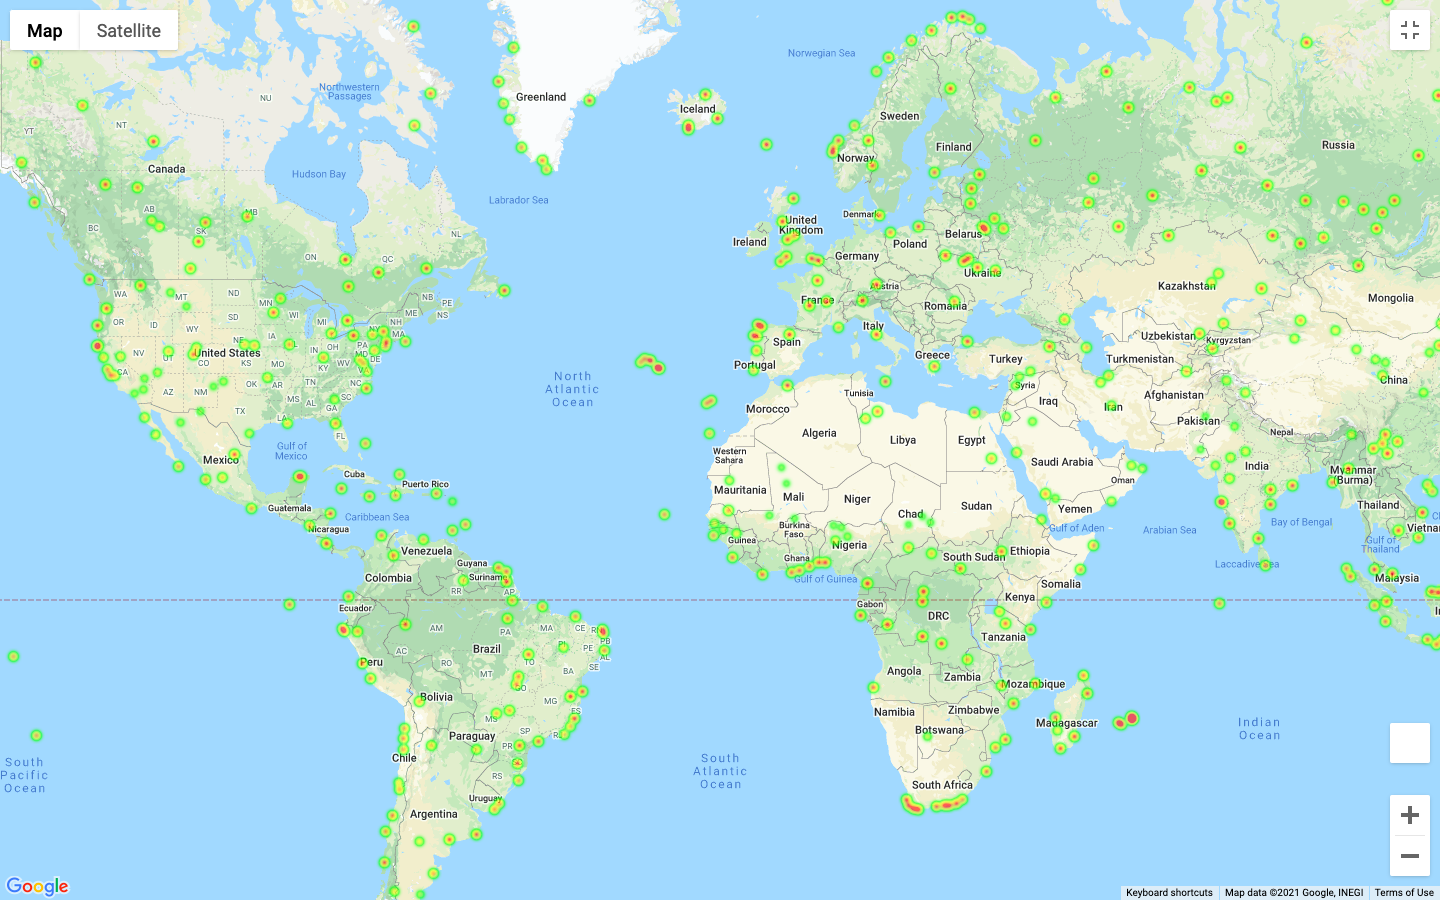 Map
Satellite
Norwegian Sea
Northwestern
Passages
NU
Greenland
Iceland
Sweden
YT
NT
Canada
Hudson Bay
Norway
Finland
Russia
Labrador Sea
AB
MB
SK
BC
ON
QC
NL
Denmark
United
Kingdom
Ireland
Belarus
Poland
Germany
Ukraine
Austria
France
Romania
Kazakhstan
Mongolia
WA
MT
ND
MN
NB
PE
NS
OR
ID
WY
SD
WI
MI
NH
MA
NY
Italy
Spain
Portugal
Greece
Turkey
Uzbekistan
Kyrgyzstan
Turkmenistan
China
NV
UT
United States
IL
PA
MD
DE
CA
AZ
NM
OK
AR
TN
KY
VA
NC
MS
AL
SC
GA
TX
LA
FL
North
Atlantic
Ocean
Morocco
Tunisia
Syria
Iraq
Iran
Afghanistan
Pakistan
Algeria
Libya
Egypt
Nepal
Gulf of
Mexico
Mexico
Western
Sahara
Saudi Arabia
India
Myanmar
(Burma)
Cuba
Puerto Rico
Mauritania
Mali
Niger
Chad
Sudan
Oman
Yemen
Thailand
Guatemala
Caribbean Sea
Nicaragua
Burkina
Faso
Guinea
Ghana
Nigeria
Gulf of Aden
Arabian Sea
Bay of Bengal
Vietnam
Gulf of
Thailand
Venezuela
Guyana
Suriname
Colombia
South Sudan
Ethiopia
Gulf of Guinea
Laccadive Sea
Malaysia
Somalia
RR
AP
Ecuador
Gabon
DRC
Kenya
AM
PA
MA
CE
RN
PB
Brazil
PI
PE
AL
SE
AC
RO
TO
BA
Tanzania
Peru
Angola
Zambia
Mozambique
MT
GO
Bolivia
MG
ES
MS
Namibia
Zimbabwe
Madagascar
Botswana
Indian
Ocean
Paraguay
SP
PR
RJ
Chile
RS
South
Pacific
Ocean
South
Atlantic
Ocean
South Africa
Uruguay
Argentina
Google
Keyboard shortcuts
Map data ©2021 Google, INEGI
Terms of Use